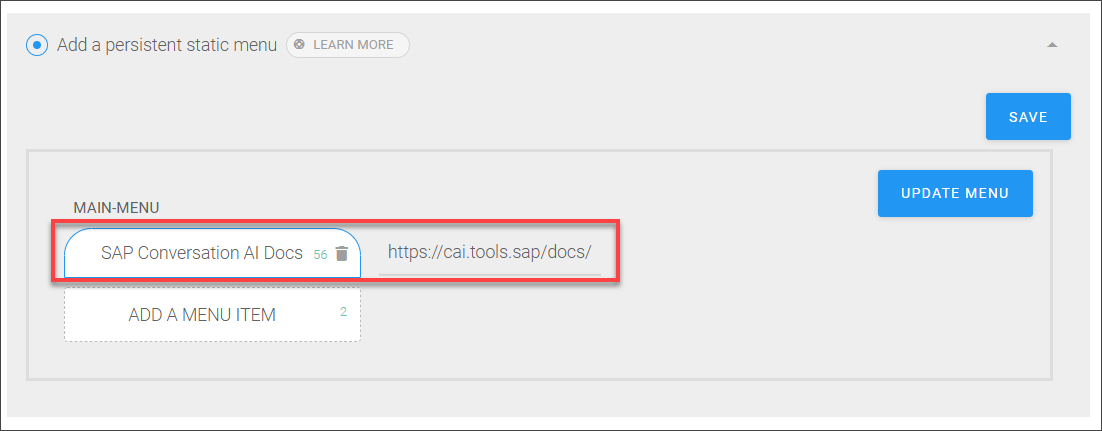 Add a persistent static menu LEARN MORE
SAVE
UPDATE MENU
MAIN-MENU
SAP Conversation AI Docs 56 https://cai.tools.sap/docs/
ADD A MENU ITEM 2